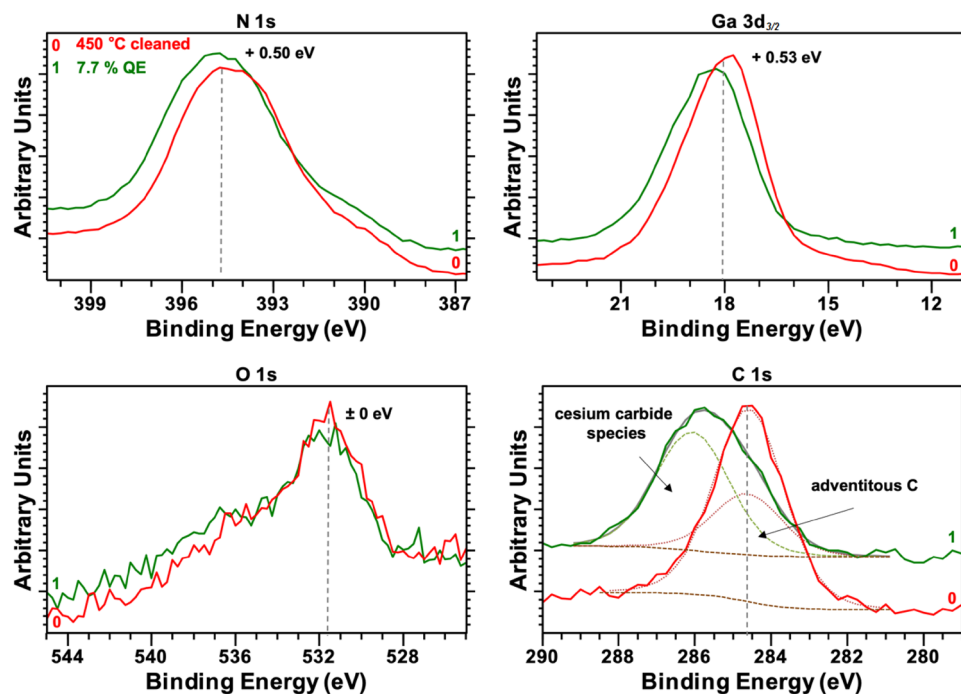 N 1s
0 450 °C cleaned
1 7.7 % QE
+ 0.50 eV
1
0
Arbitrary Units
399 396 393 390 387
Binding Energy (eV)
Ga 3d3/2
+ 0.53 eV
1
0
Arbitrary Units
21 18 15 12
Binding Energy (eV)
O 1s
± 0 eV
1
0
Arbitrary Units
544 540 536 532 528
Binding Energy (eV)
C 1s
cesium carbide
species
adventitous C
1
0
Arbitrary Units
290 288 286 284 282 280
Binding Energy (eV)